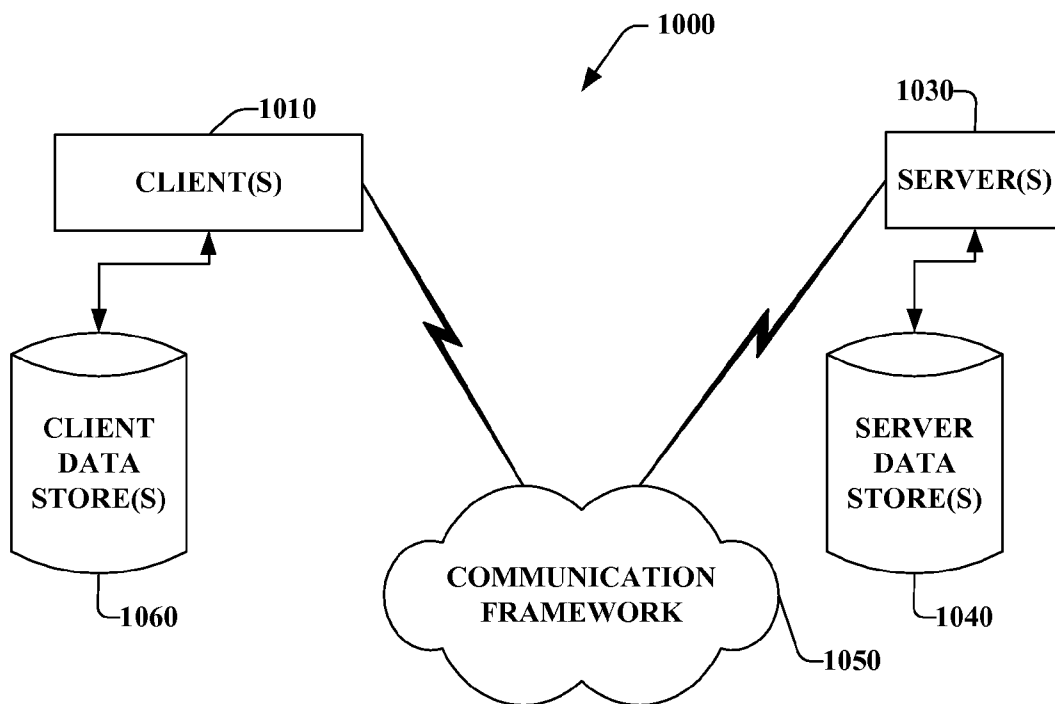 1000
1010
1030
CLIENT(S)
SERVER(S)
CLIENT
DATA
STORE(S)
SERVER
DATA
STORE(S)
COMMUNICATION
FRAMEWORK
1060
1040
1050